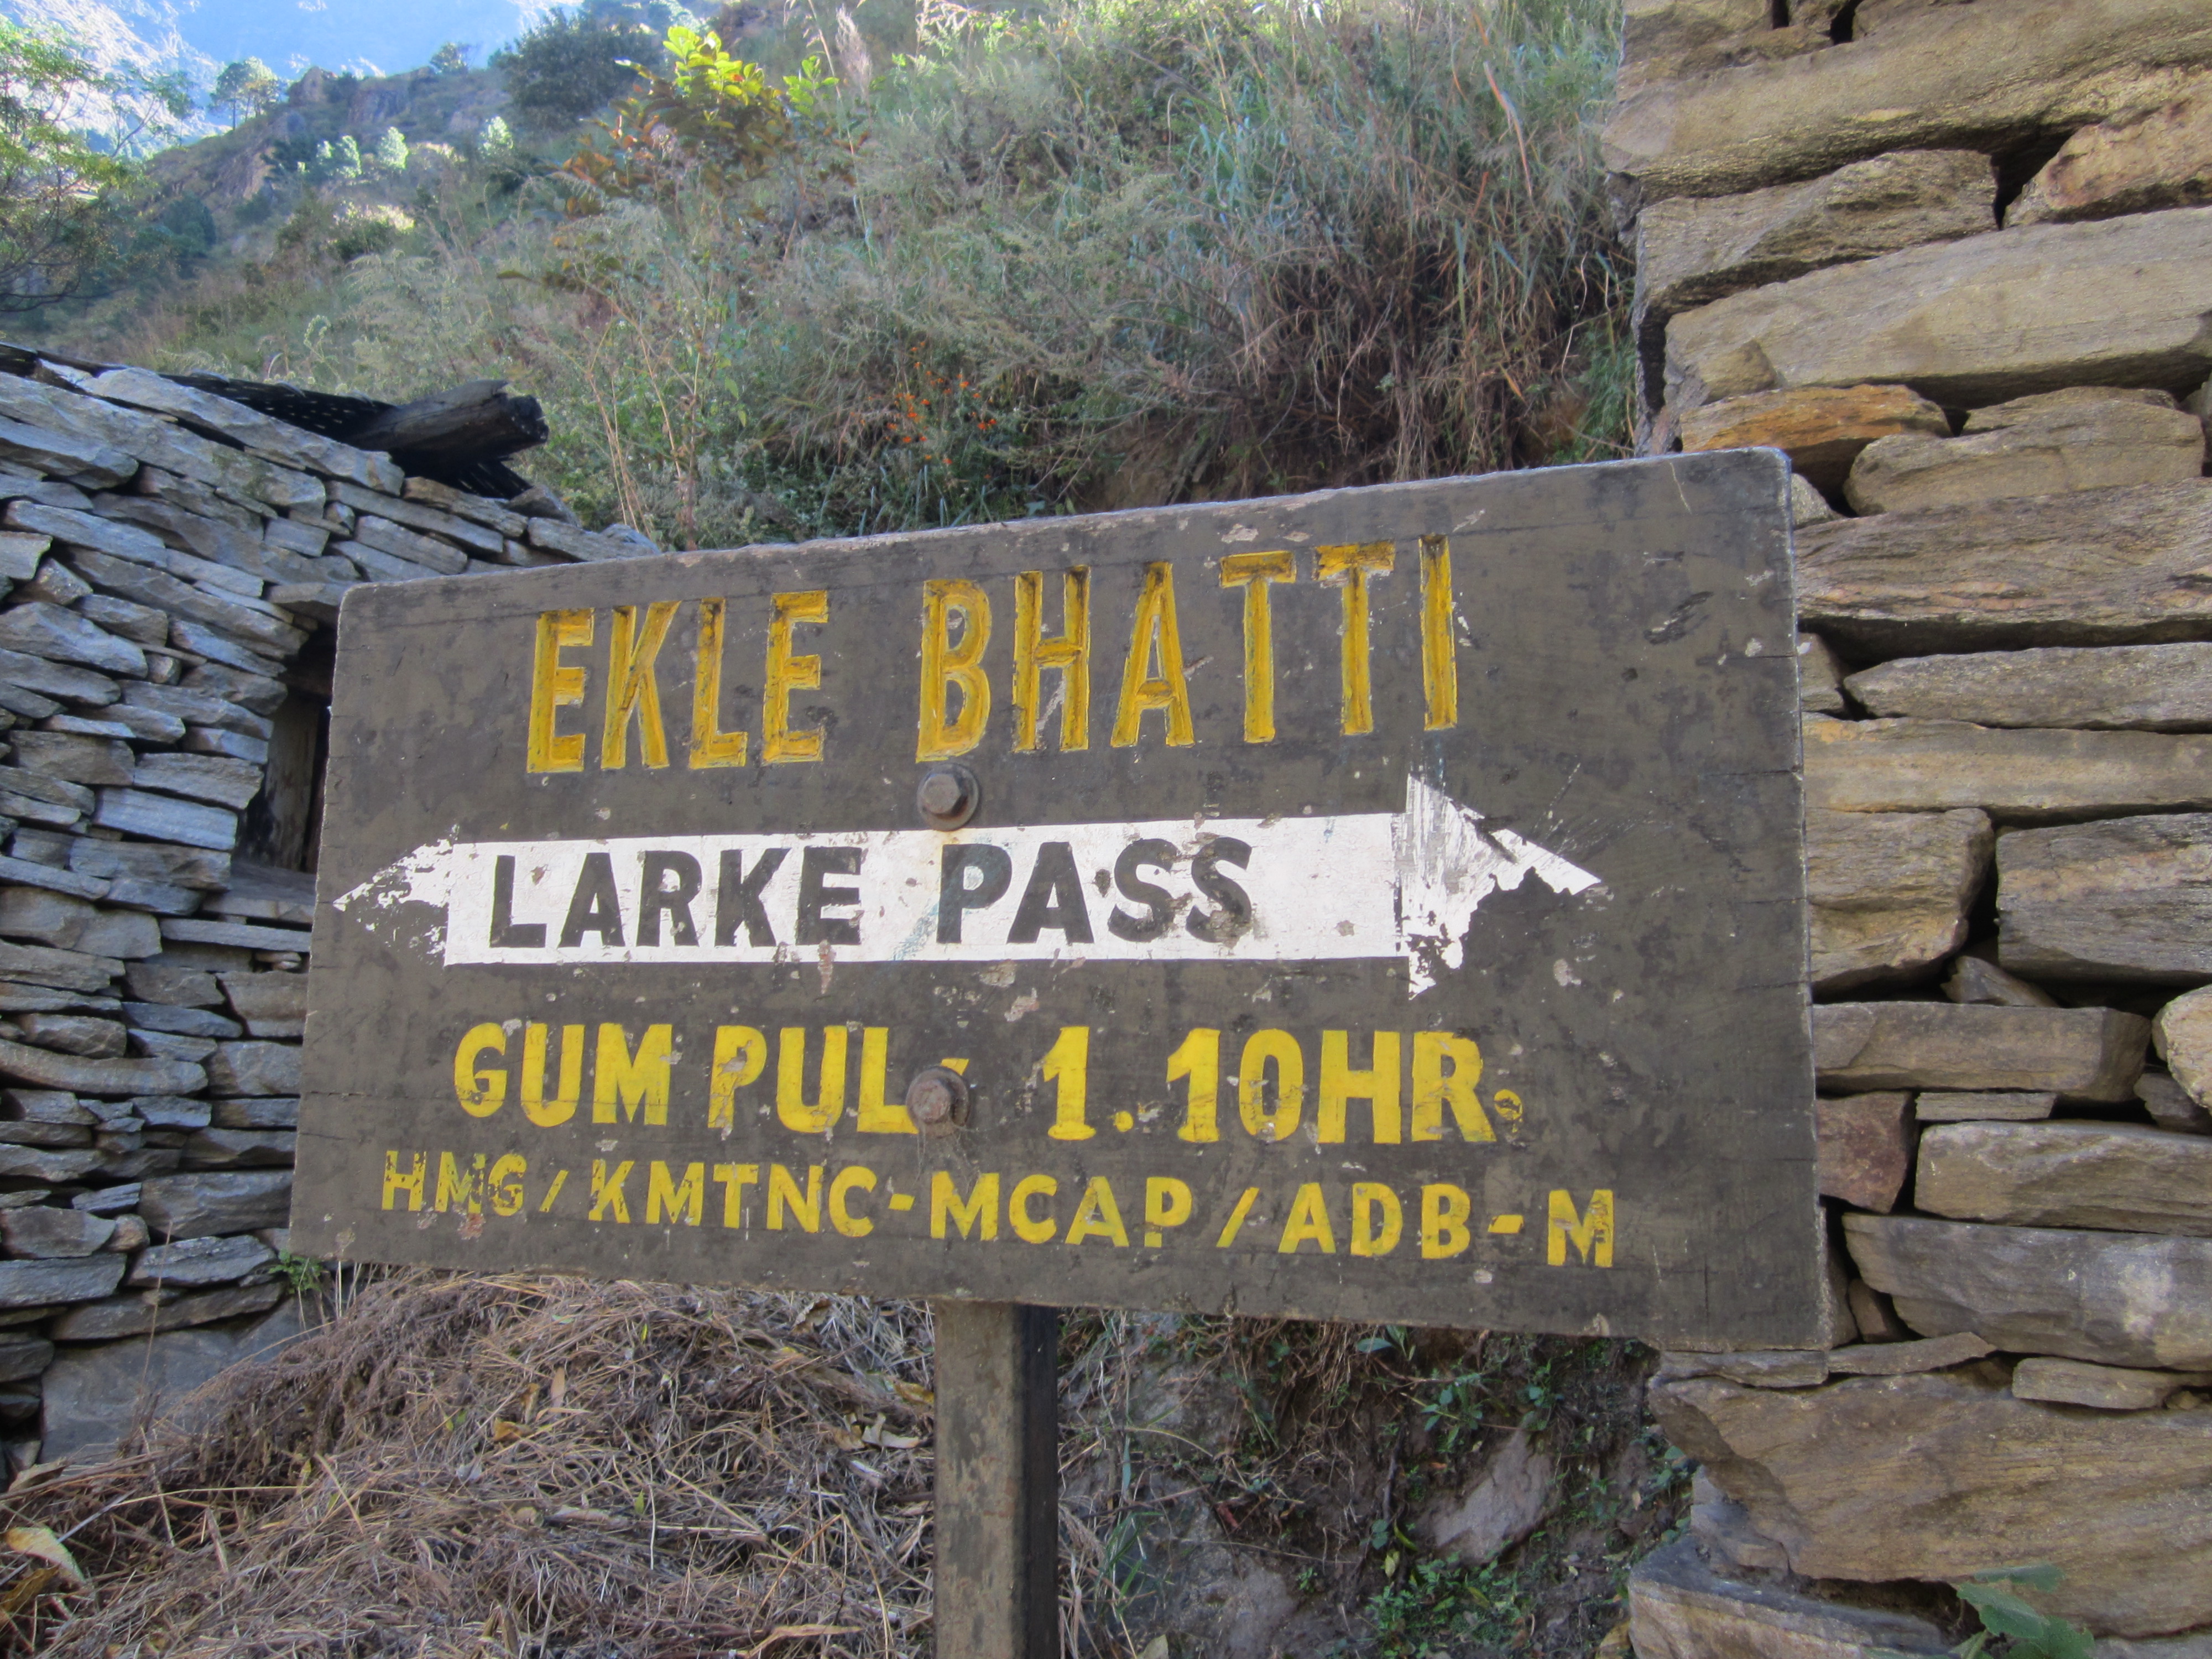 EKLE BHATTI
LARKE PASS
GUM PUL- 1.10HR.
HMG/KMTNC-MCAP/ADB-M